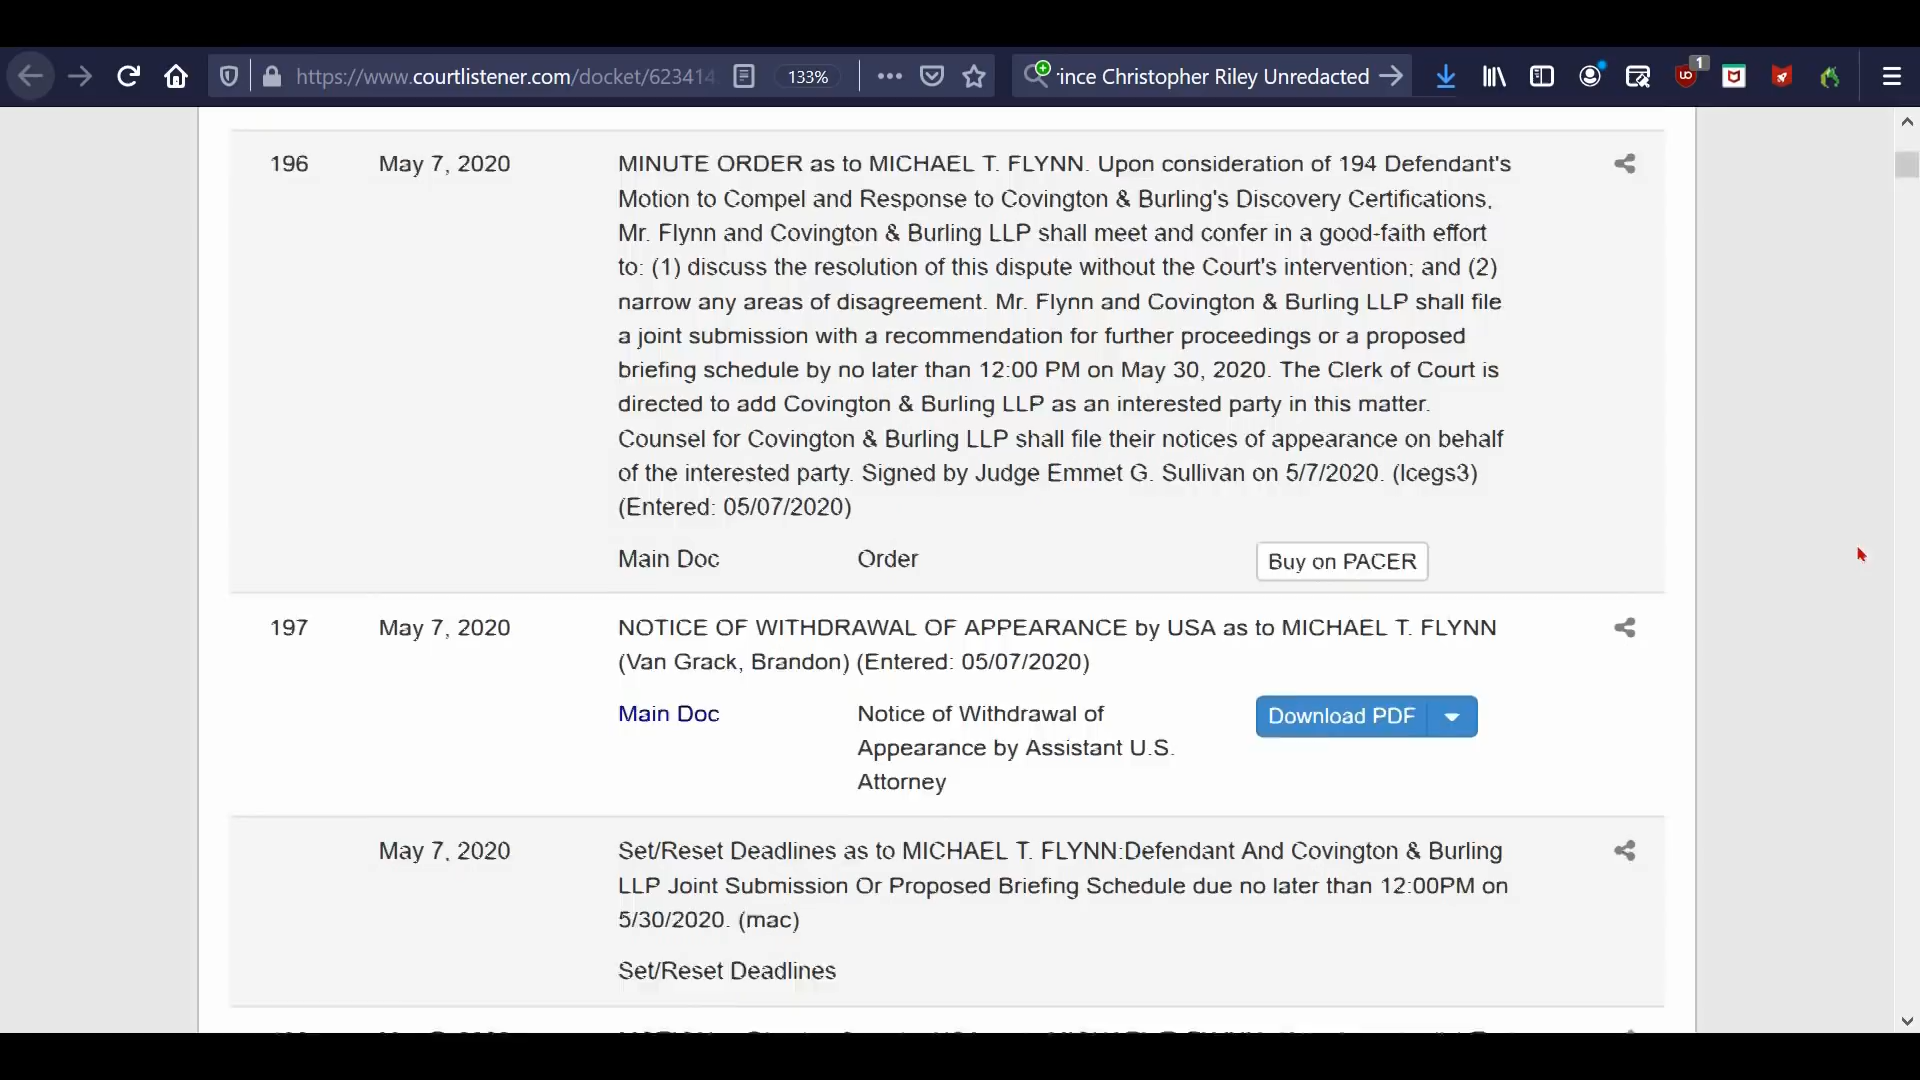 https://www.courtlistener.com/docket/623414
133%
ince Christopher Riley Unredacted
1
196 May 7, 2020 MINUTE ORDER as to MICHAEL T. FLYNN. Upon consideration of 194 Defendant's
Motion to Compel and Response to Covington & Burling's Discovery Certifications,
Mr. Flynn and Covington & Burling LLP shall meet and confer in a good-faith effort
to: (1) discuss the resolution of this dispute without the Court's intervention; and (2)
narrow any areas of disagreement. Mr. Flynn and Covington & Burling LLP shall file
a joint submission with a recommendation for further proceedings or a proposed
briefing schedule by no later than 12:00 PM on May 30, 2020. The Clerk of Court is
directed to add Covington & Burling LLP as an interested party in this matter.
Counsel for Covington & Burling LLP shall file their notices of appearance on behalf
of the interested party. Signed by Judge Emmet G. Sullivan on 5/7/2020. (lcegs3)
(Entered: 05/07/2020)
Main Doc Order Buy on PACER
197 May 7, 2020 NOTICE OF WITHDRAWAL OF APPEARANCE by USA as to MICHAEL T. FLYNN
(Van Grack, Brandon) (Entered: 05/07/2020)
Main Doc Notice of Withdrawal of Download PDF
Appearance by Assistant U.S.
Attorney
May 7, 2020 Set/Reset Deadlines as to MICHAEL T. FLYNN:Defendant And Covington & Burling
LLP Joint Submission Or Proposed Briefing Schedule due no later than 12:00PM on
5/30/2020. (mac)
Set/Reset Deadlines